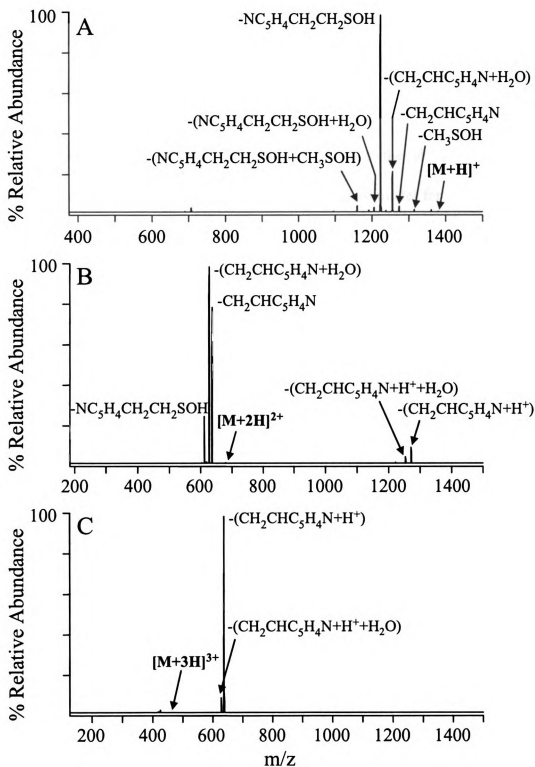 A
100
% Relative Abundance
-NC₅H₄CH₂CH₂SOH
-(CH₂CHC₅H₄N+H₂O)
-(NC₅H₄CH₂CH₂SOH+H₂O)
-CH₂CHC₅H₄N
-CH₃SOH
-(NC₅H₄CH₂CH₂SOH+CH₃SOH)
[M+H]⁺
400 600 800 1000 1200 1400
B
100
% Relative Abundance
-(CH₂CHC₅H₄N+H₂O)
-CH₂CHC₅H₄N
-(CH₂CHC₅H₄N+H⁺+H₂O)
-NC₅H₄CH₂CH₂SOH
-(CH₂CHC₅H₄N+H⁺)
[M+2H]²⁺
200 400 600 800 1000 1200 1400
C
100
% Relative Abundance
-(CH₂CHC₅H₄N+H⁺)
-(CH₂CHC₅H₄N+H⁺+H₂O)
[M+3H]³⁺
200 400 600 800 1000 1200 1400
m/z